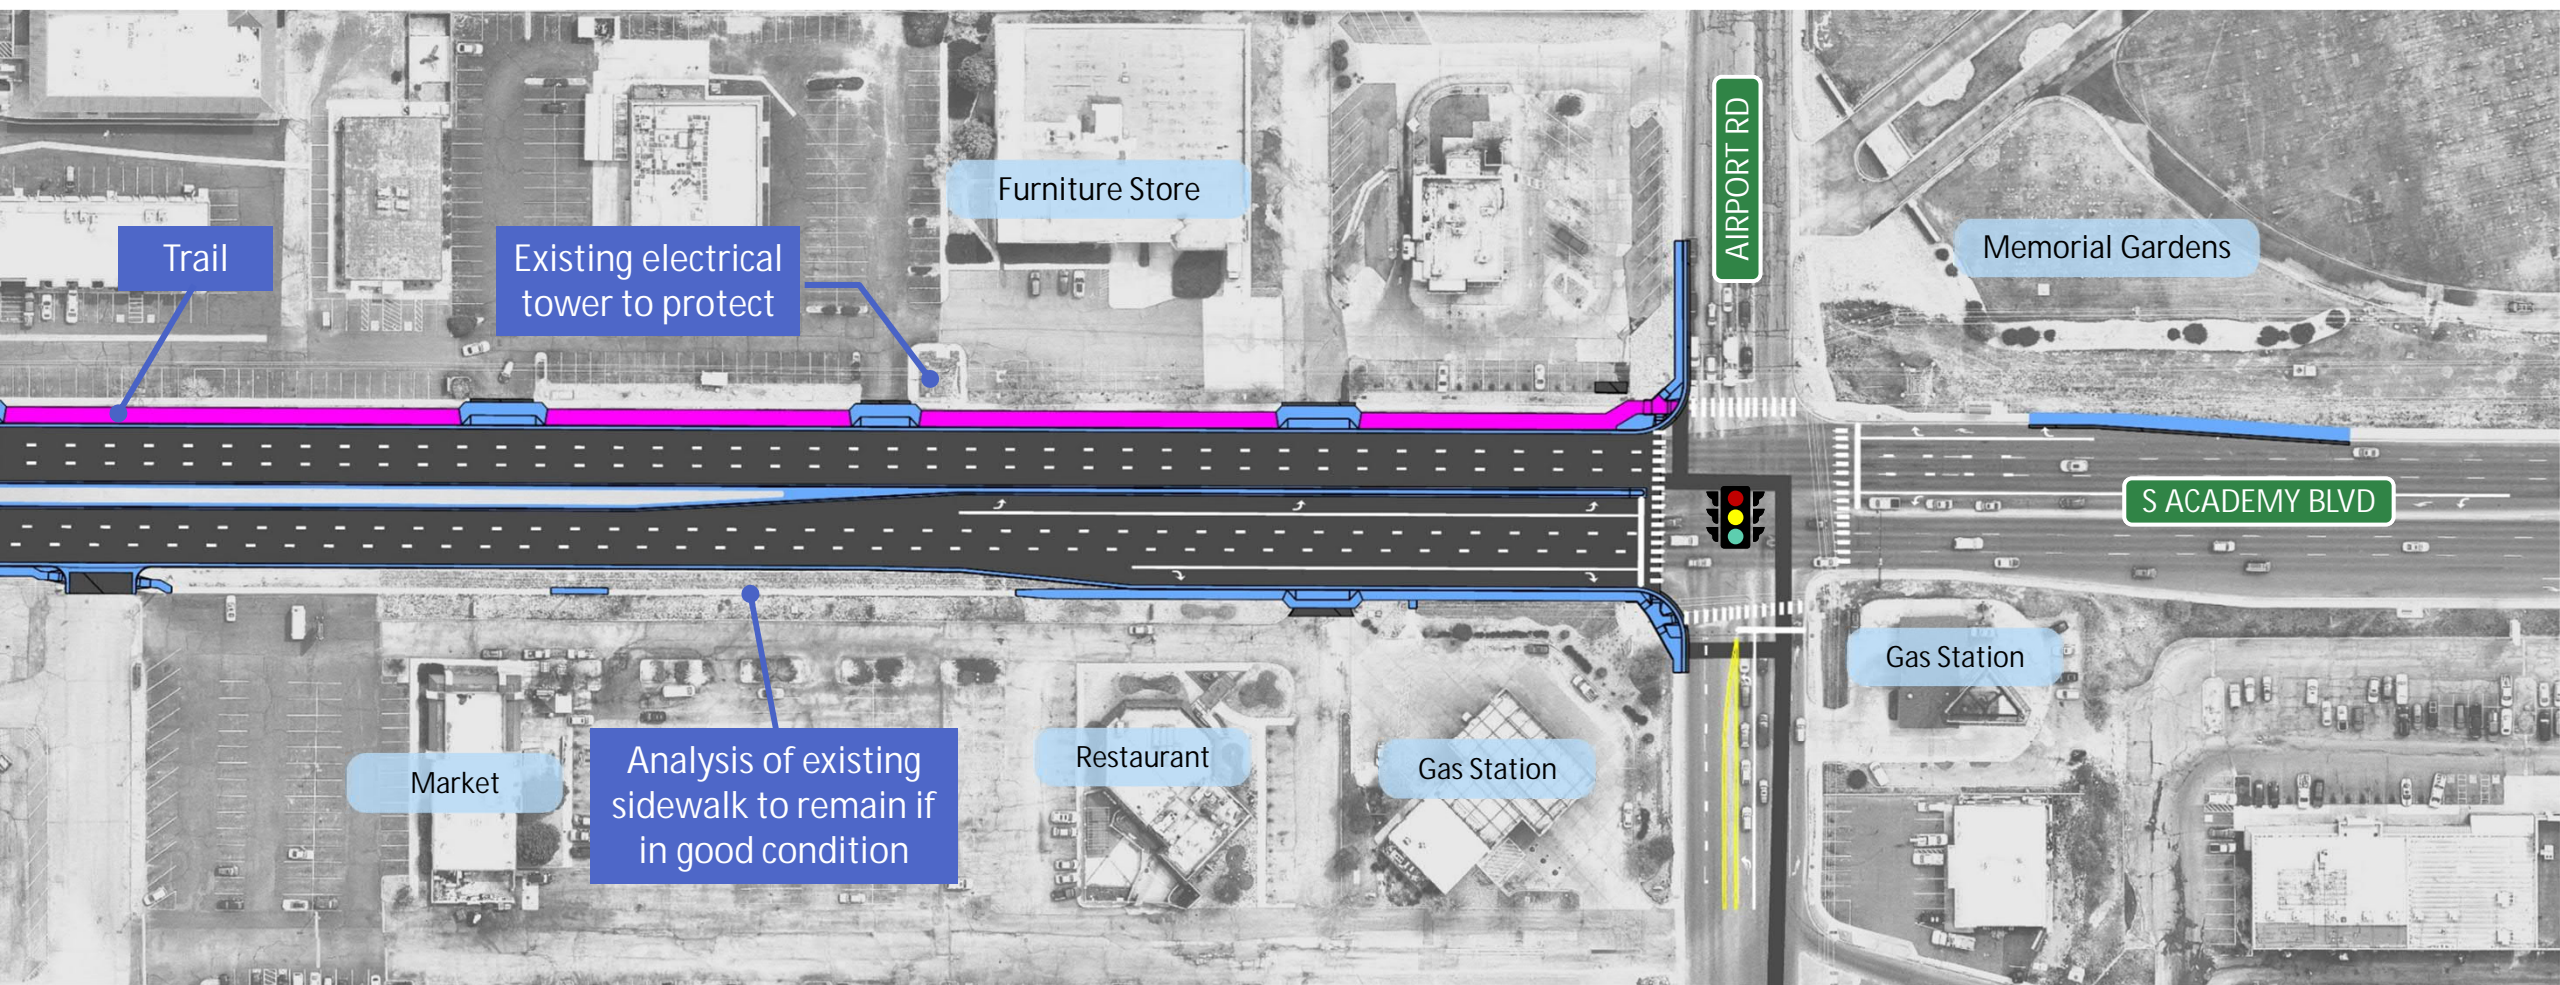 AIRPORT RD
Furniture Store
Memorial Gardens
Trail
Existing electrical
tower to protect
S ACADEMY BLVD
Gas Station
Restaurant
Gas Station
Market
Analysis of existing
sidewalk to remain if
in good condition